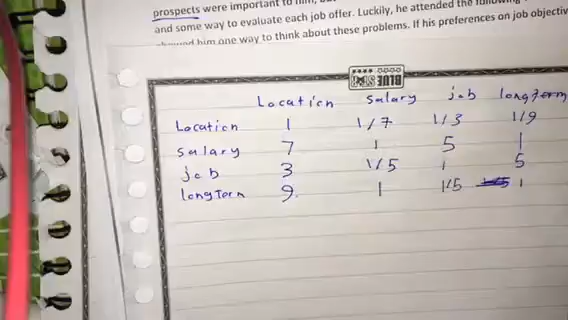 prospects were important to him,
and some way to evaluate each job offer. Luckily, he attended the following
showed him one way to think about these problems. If his preferences on job objectiv
BLUE STAR
Location salary job longterm
Location 1 1/7 1/3 1/9
salary 7 1 5 1
job 3 1/5 1 5
longTerm 9 1 1/5 1